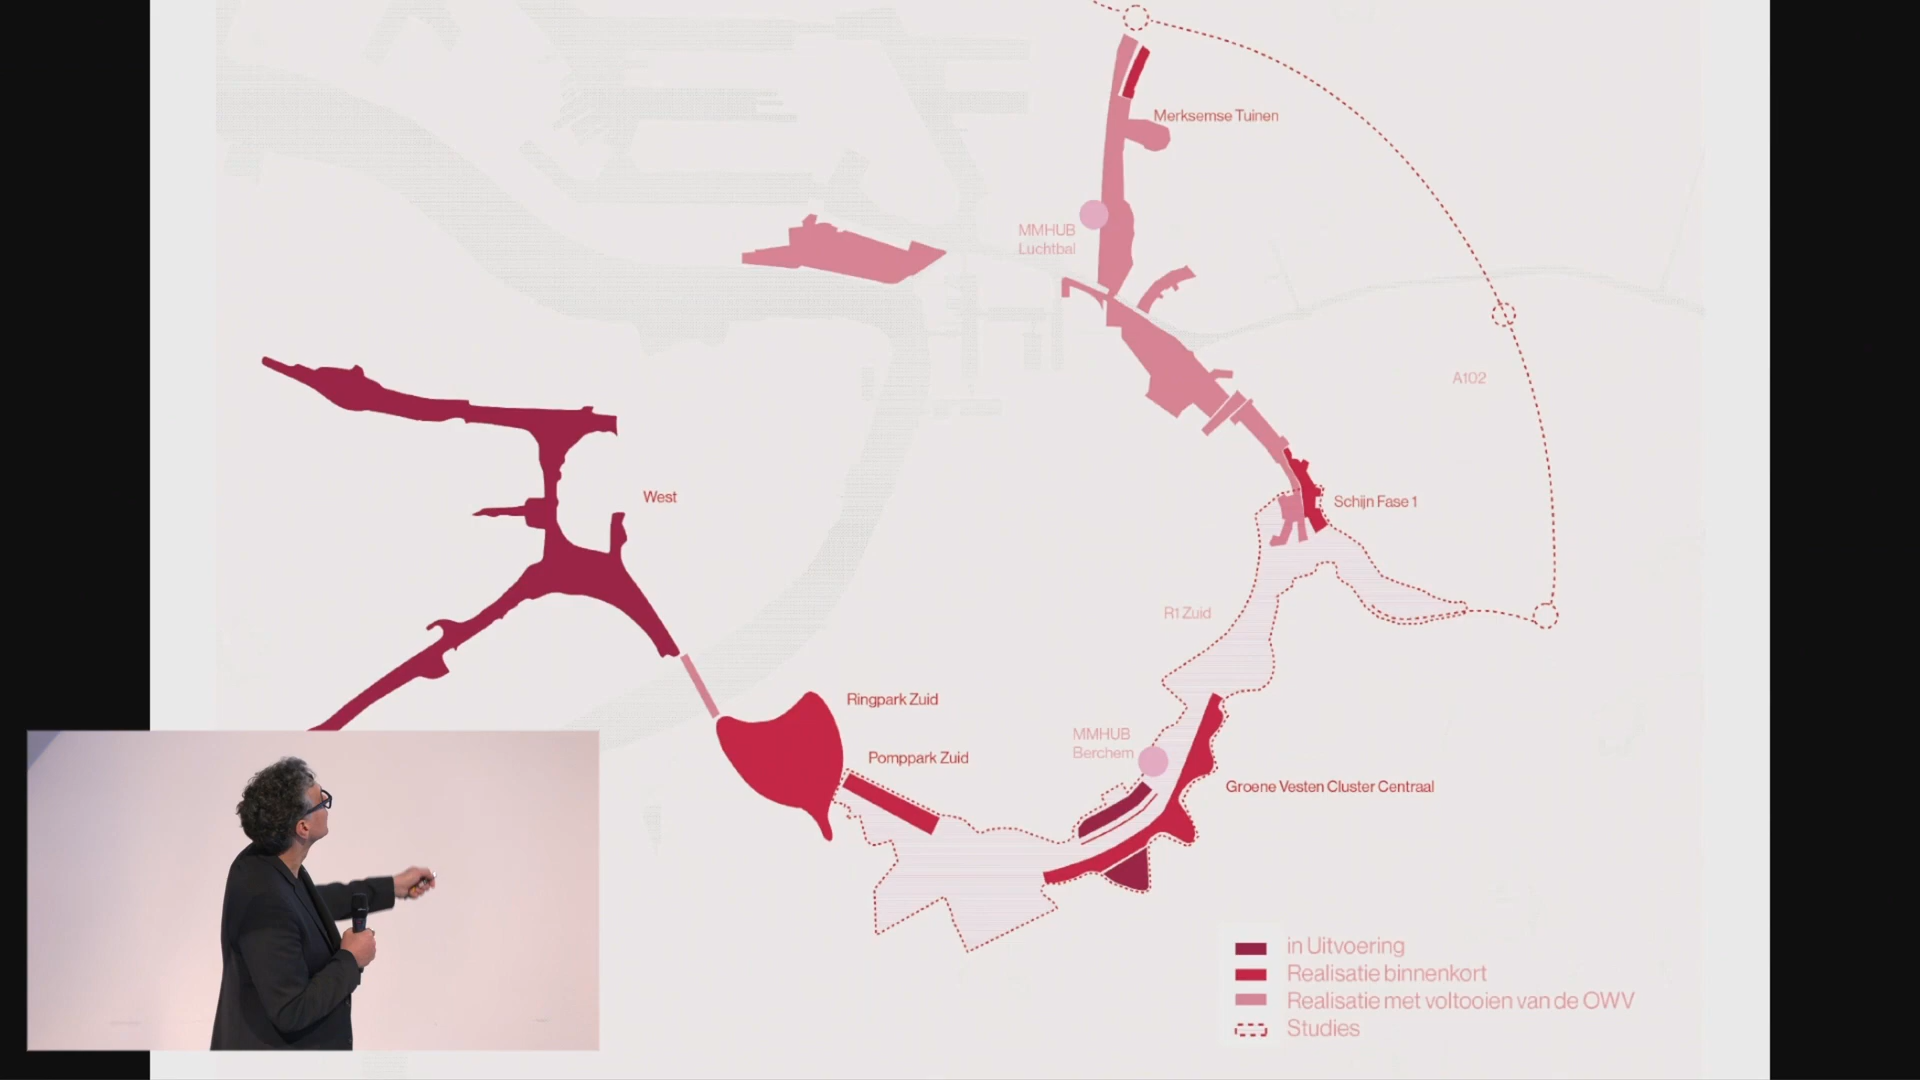 Merksemse Tuinen
MMHUB
Luchtbal
A102
West
Schijn Fase 1
R1 Zuid
Ringpark Zuid
MMHUB
Berchem
Pomppark Zuid
Groene Vesten Cluster Centraal
in Uitvoering
Realisatie binnenkort
Realisatie met voltooien van de OWV
Studies